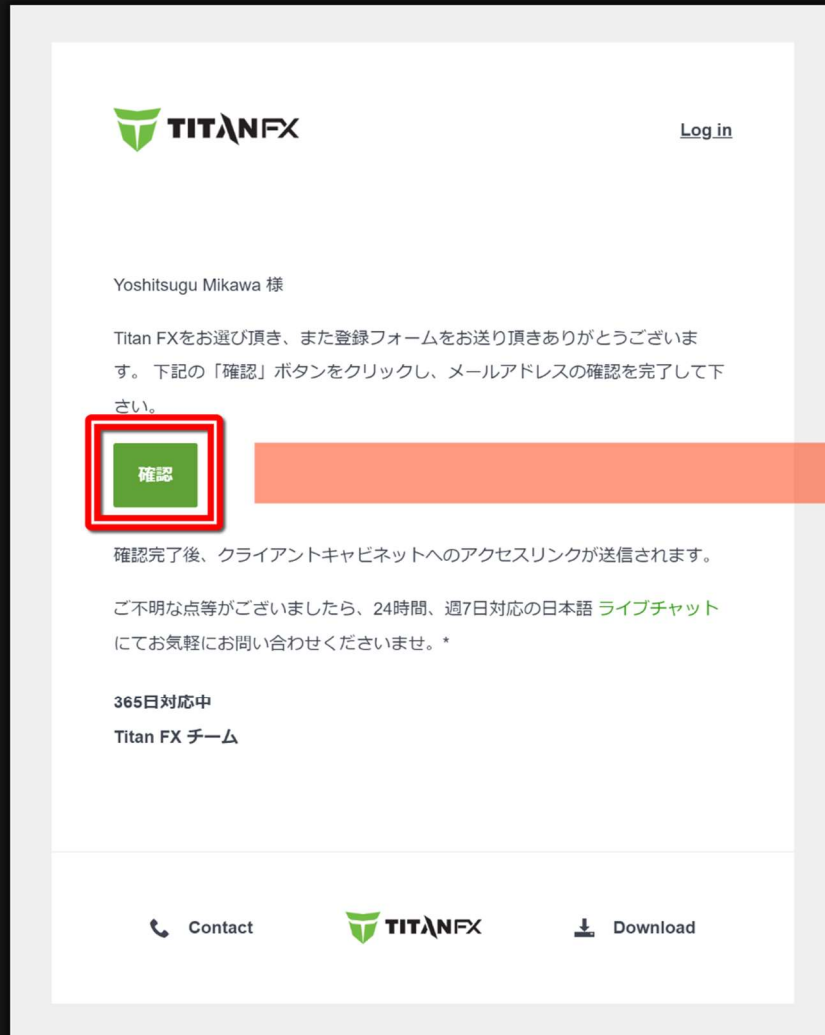 TITANFX
Log in
Yoshitsugu Mikawa 様
Titan FXをお選び頂き、また登録フォームをお送り頂きありがとうございま
す。 下記の「確認」ボタンをクリックし、メールアドレスの確認を完了して下
さい。
確認
確認完了後、クライアントキャビネットへのアクセスリンクが送信されます。
ご不明な点等がございましたら、24時間、週7日対応の日本語 ライブチャット
にてお気軽にお問い合わせくださいませ。*
365日対応中
Titan FX チーム
Contact
TITANFX
Download